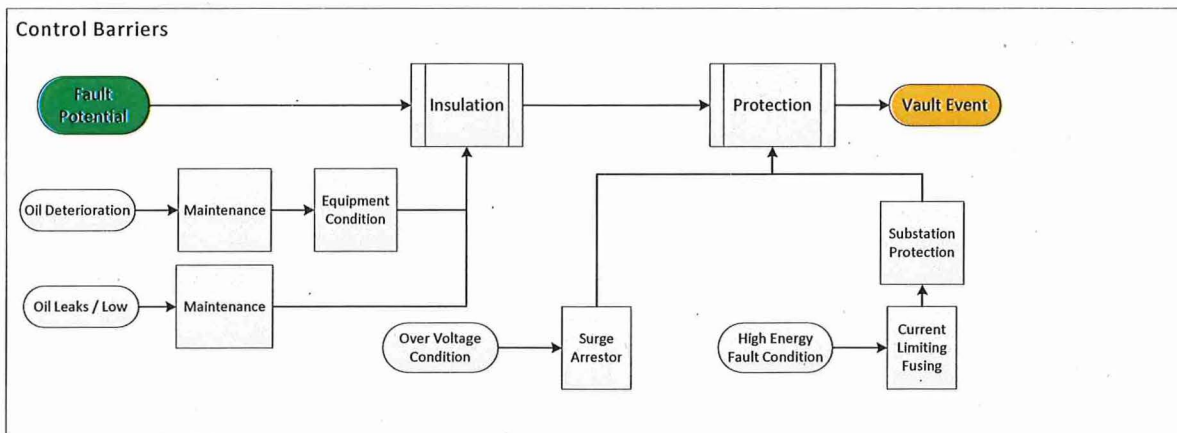 Control Barriers
Fault
Potential
Insulation
Protection
Vault Event
Oil Deterioration
Maintenance
Equipment
Condition
Substation
Protection
Oil Leaks / Low
Maintenance
Over Voltage
Condition
Surge
Arrestor
High Energy
Fault Condition
Current
Limiting
Fusing